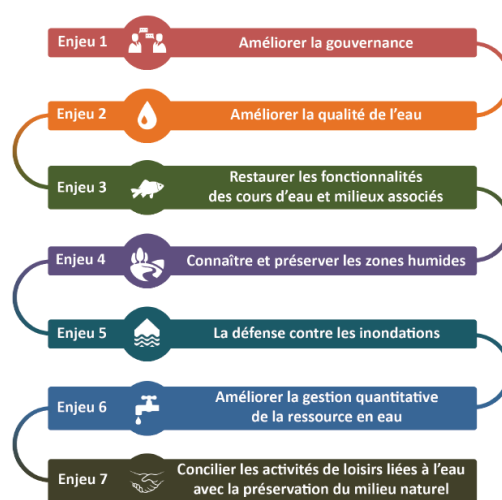 Enjeu 1 Améliorer la gouvernance
Enjeu 2 Améliorer la qualité de l'eau
Enjeu 3 Restaurer les fonctionnalités
des cours d'eau et milieux associés
Enjeu 4 Connaître et préserver les zones humides
Enjeu 5 La défense contre les inondations
Enjeu 6 Améliorer la gestion quantitative
de la ressource en eau
Enjeu 7 Concilier les activités de loisirs liées à l'eau
avec la préservation du milieu naturel